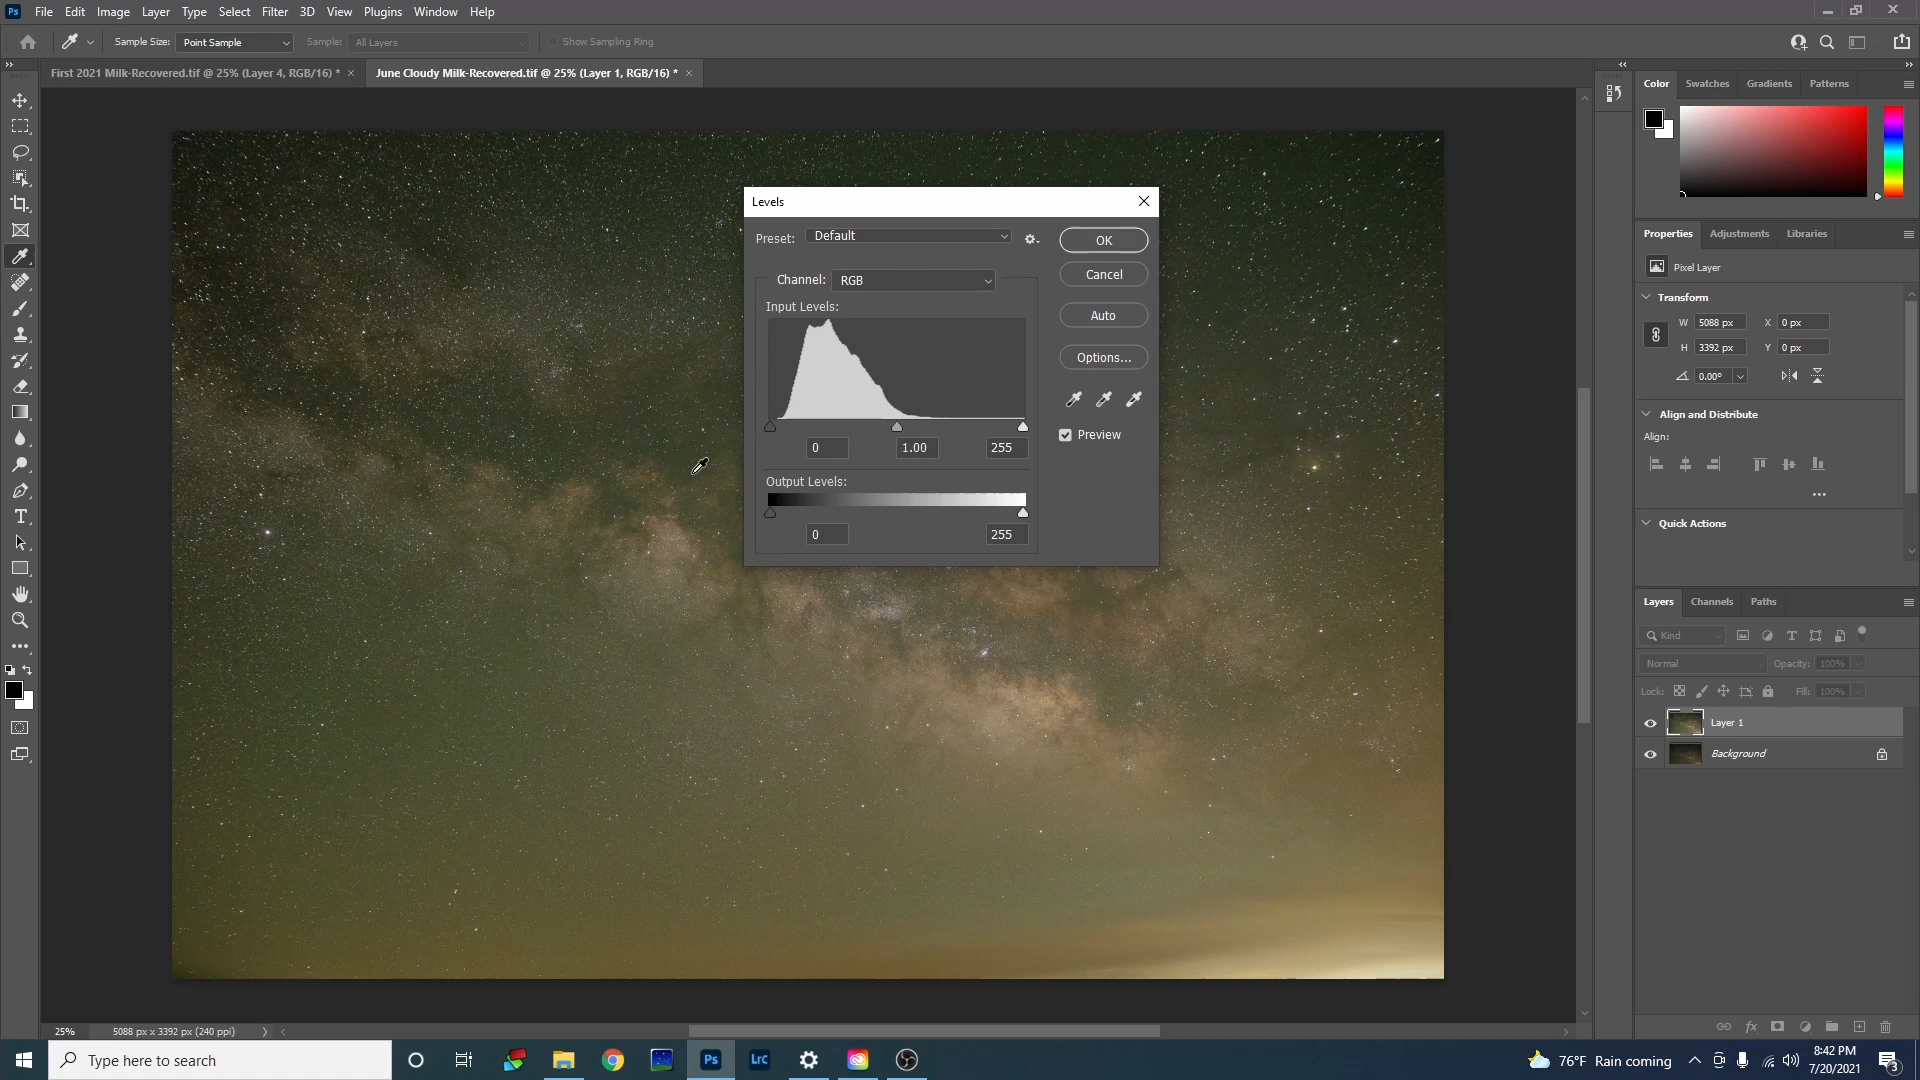 Ps File Edit Image Layer Type Select Filter 3D View Plugins Window Help
Sample Size: Point Sample Sample: All Layers Show Sampling Ring
First 2021 Milk-Recovered.tif @ 25% (Layer 4, RGB/16) * × June Cloudy Milk-Recovered.tif @ 25% (Layer 1, RGB/16) * ×
Levels
Preset: Default
OK
Channel: RGB
Cancel
Input Levels:
Auto
Options...
Preview
0 1.00 255
Output Levels:
0 255
Color Swatches Gradients Patterns
Properties Adjustments Libraries
Pixel Layer
Transform
W 5088 px X 0 px
H 3392 px Y 0 px
0.00°
Align and Distribute
Align:
Quick Actions
Layers Channels Paths
Kind
Normal Opacity: 100%
Lock: Fill: 100%
Layer 1
Background
25% 5088 px x 3392 px (240 ppi)
Type here to search
Ps LrC
76°F Rain coming
8:42 PM
7/20/2021
3